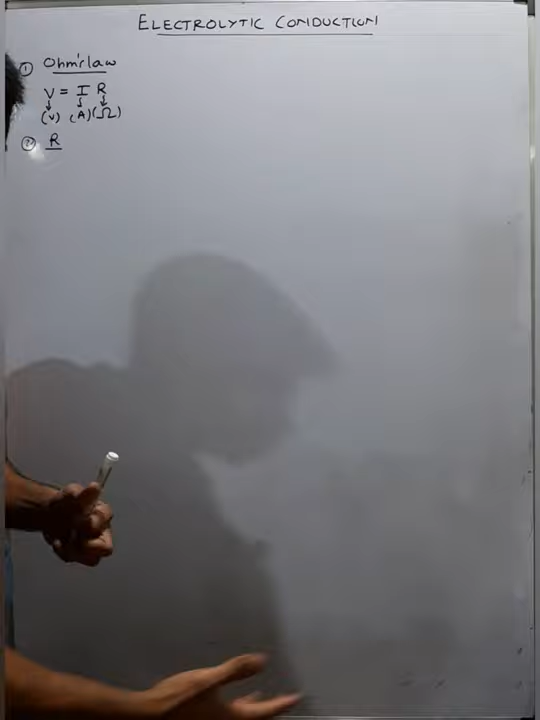 ELECTROLYTIC CONDUCTION
① Ohm's law
V = I R
↓ ↓ ↓
(V) (A) (Ω)
② R